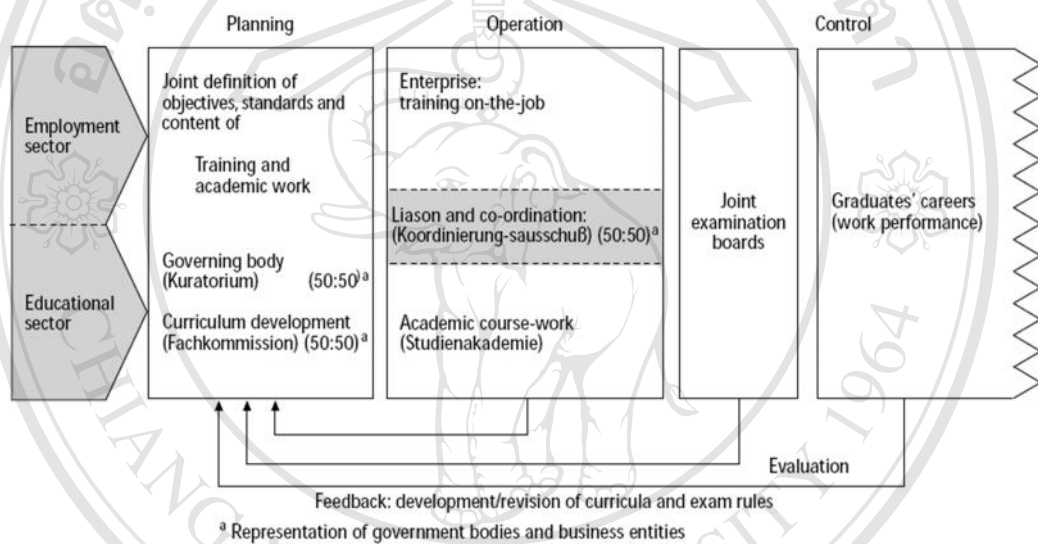 Planning
Operation
Control
Employment
sector
Educational
sector
Joint definition of
objectives, standards and
content of
Training and
academic work
Governing body
(Kuratorium) (50:50)a
Curriculum development
(Fachkommission) (50:50)a
Enterprise:
training on-the-job
Liason and co-ordination:
(Koordinierung-sausschuß) (50:50)a
Academic course-work
(Studienakademie)
Joint
examination
boards
Graduates' careers
(work performance)
Evaluation
Feedback: development/revision of curricula and exam rules
a Representation of government bodies and business entities
1964